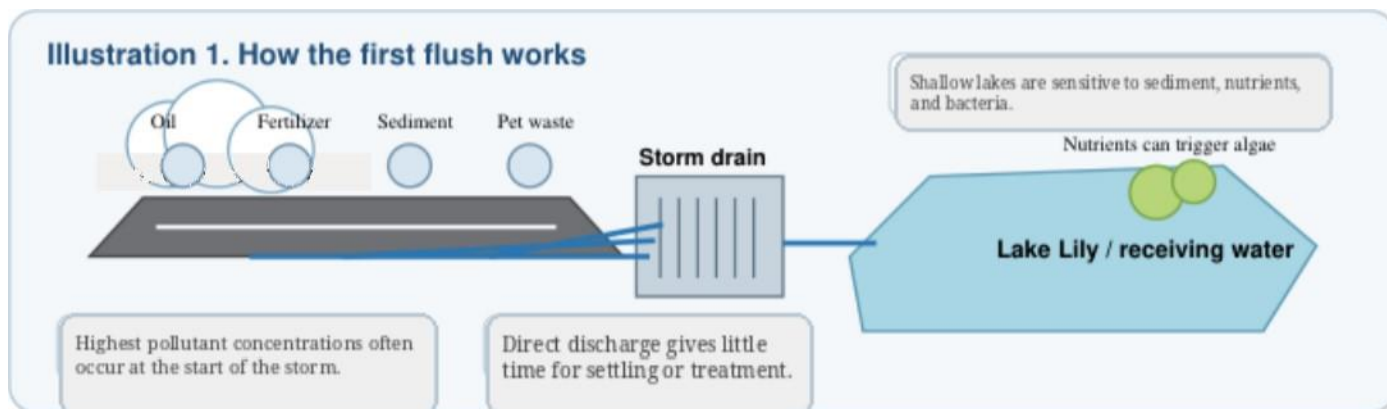 Illustration 1. How the first flush works
Shallow lakes are sensitive to sediment, nutrients,
and bacteria.
Oil
Fertilizer
Sediment
Pet waste
Nutrients can trigger algae
Storm drain
Lake Lily / receiving water
Highest pollutant concentrations often
occur at the start of the storm.
Direct discharge gives little
time for settling or treatment.